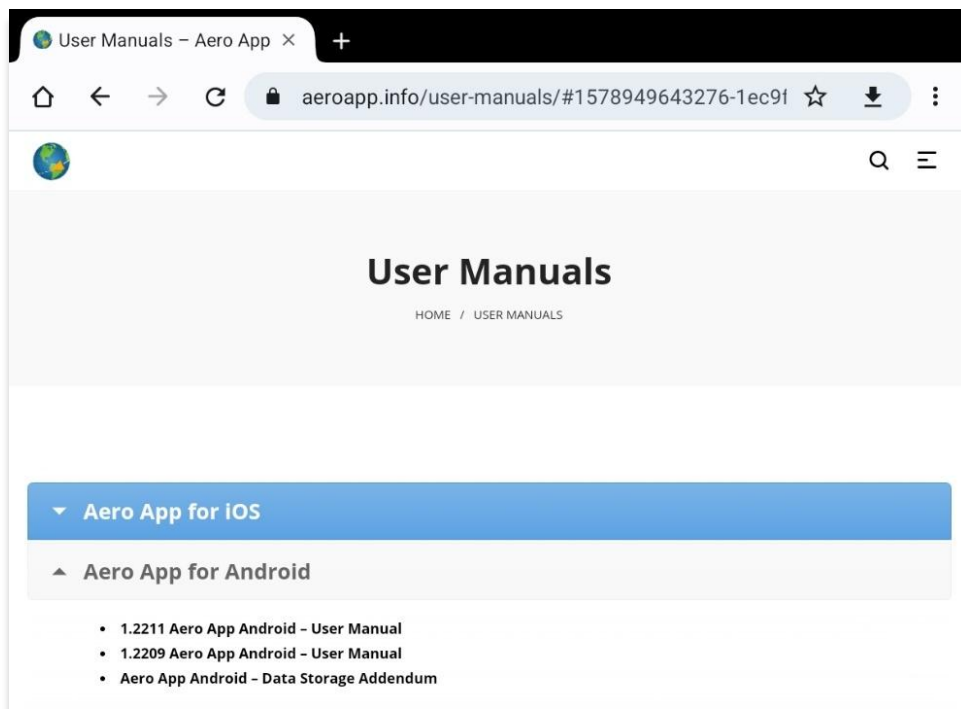 User Manuals – Aero App
aeroapp.info/user-manuals/#1578949643276-1ec9f
User Manuals
HOME / USER MANUALS
Aero App for iOS
Aero App for Android
• 1.2211 Aero App Android – User Manual
• 1.2209 Aero App Android – User Manual
• Aero App Android – Data Storage Addendum